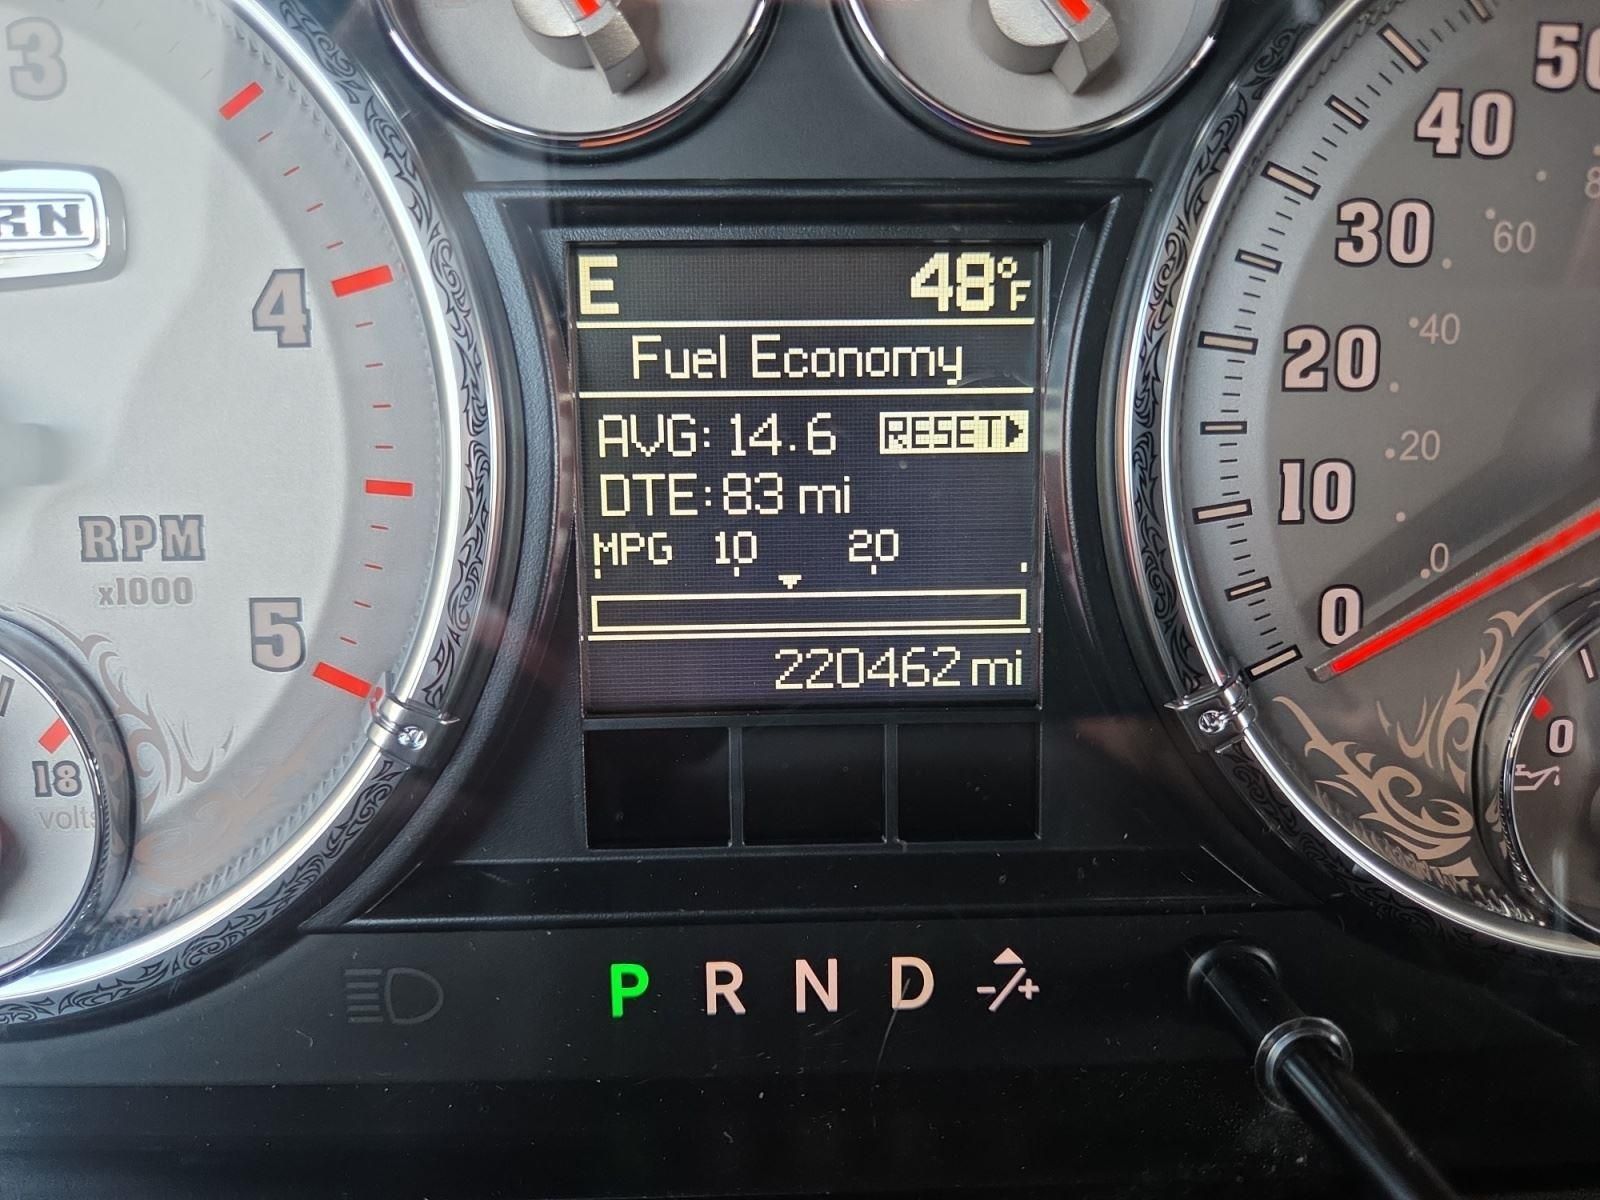 E 48°F
Fuel Economy
AVG: 14.6 RESET
DTE: 83 mi
MPG 10 20
220462 mi
P R N D -/+
3
4
5
RPM
x1000
18
volts
50
40
30
20
10
0
60
40
20
0
0